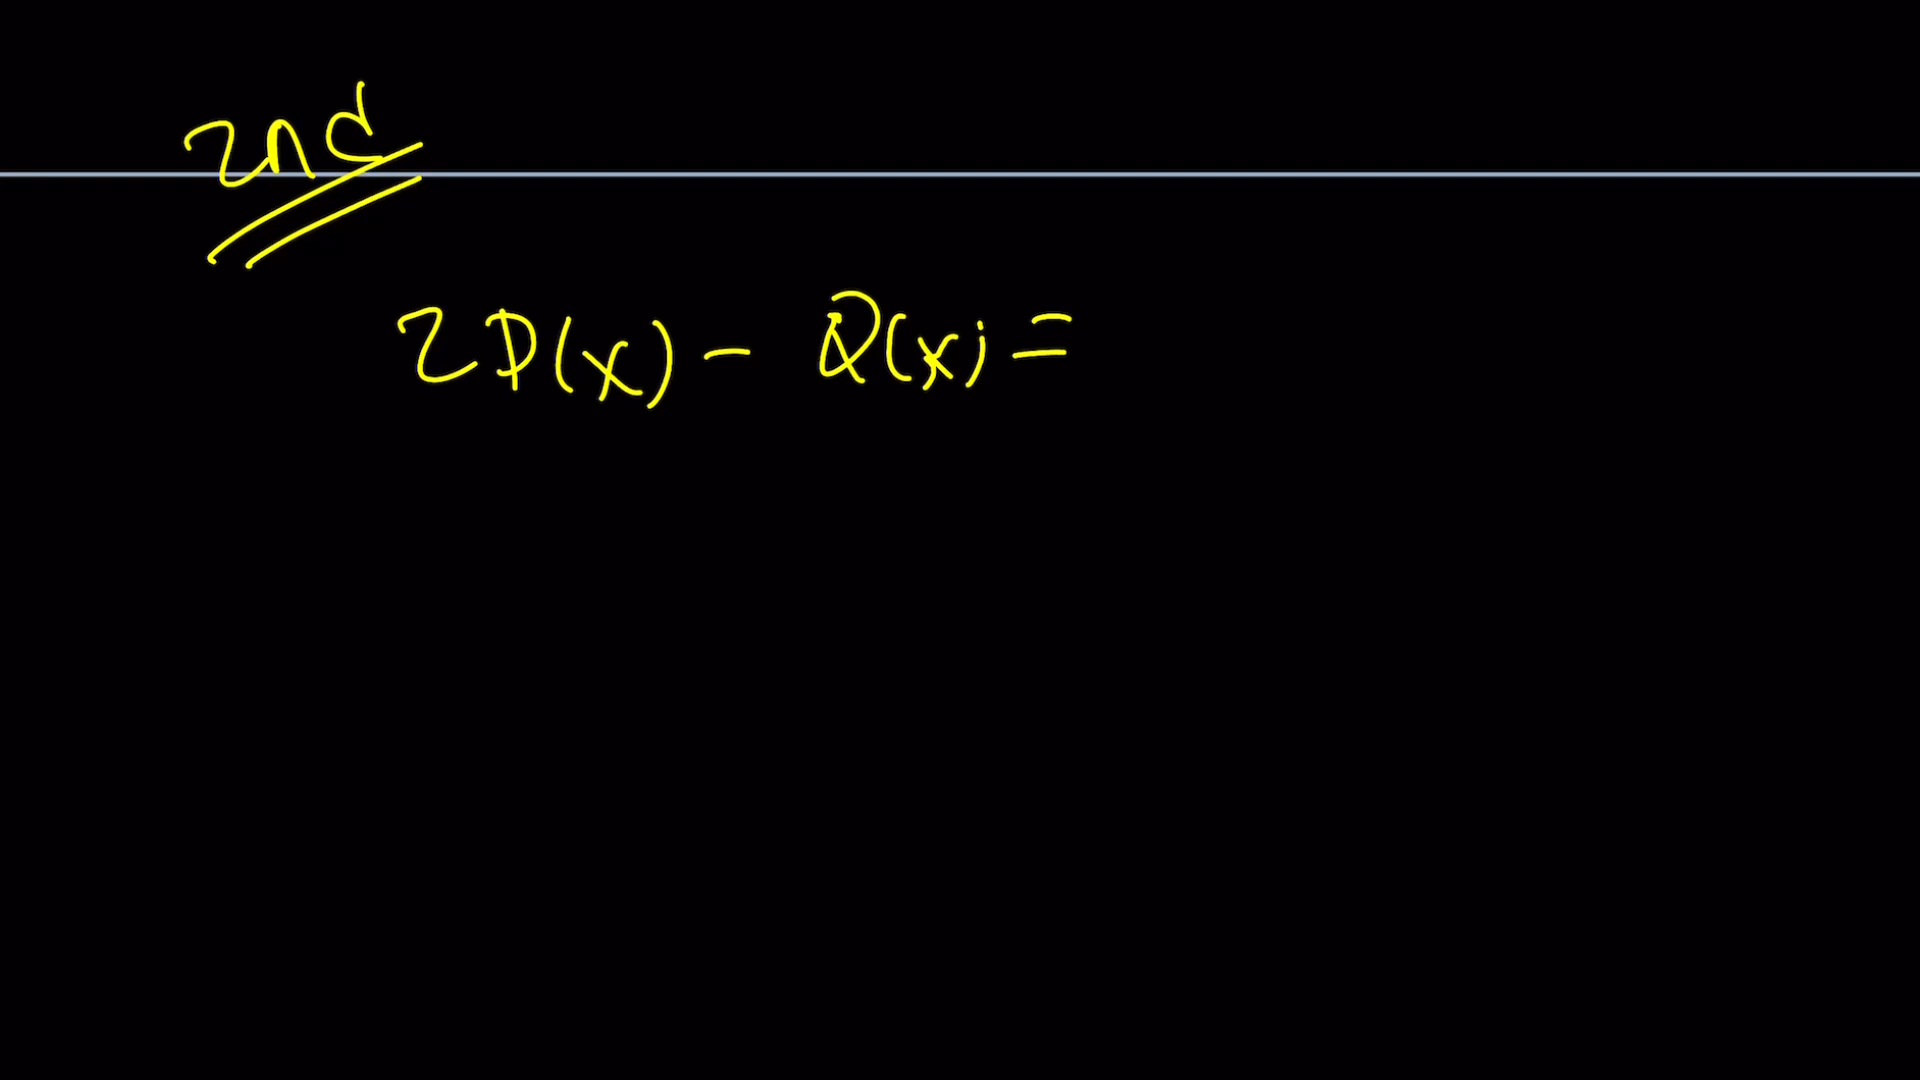 2nd
2P(x) - Q(x) =